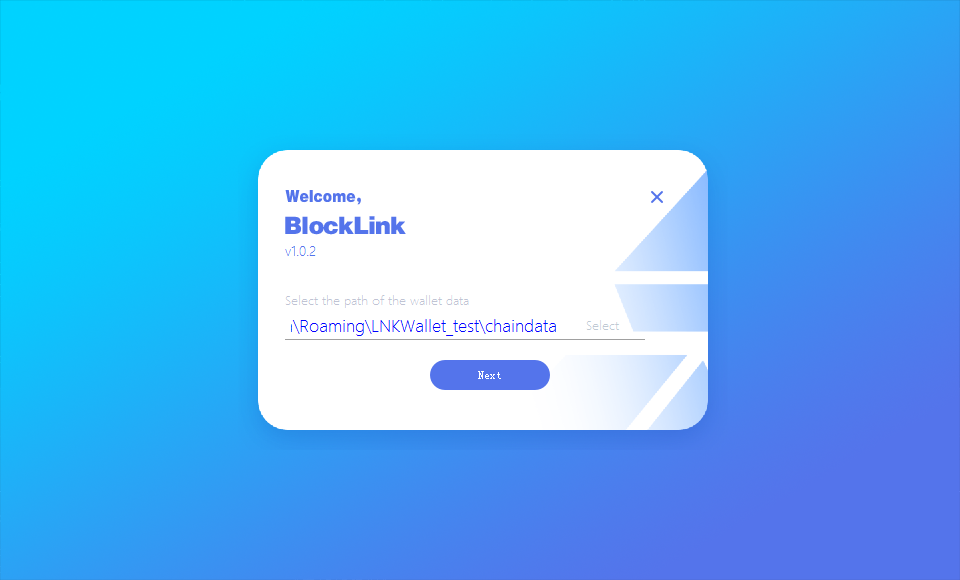 Welcome,
BlockLink
v1.0.2
Select the path of the wallet data
\Roaming\LNKWallet_test\chaindata Select
Next